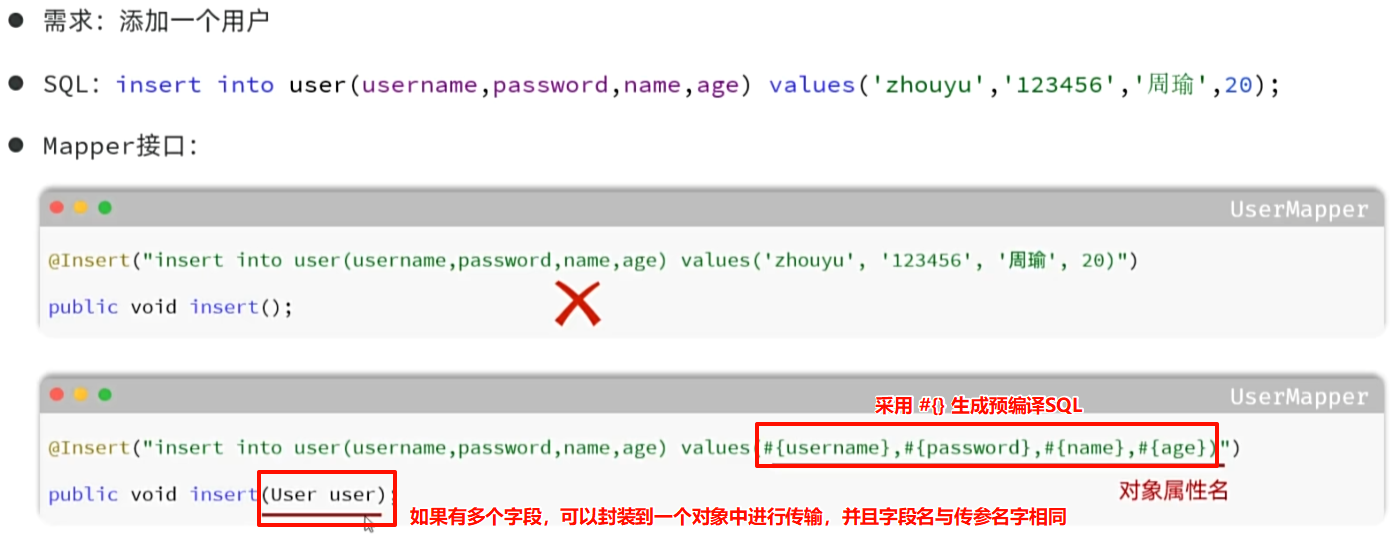 需求：添加一个用户
SQL：insert into user(username,password,name,age) values('zhouyu','123456','周瑜',20);
Mapper接口：
UserMapper
@Insert("insert into user(username,password,name,age) values('zhouyu', '123456', '周瑜', 20)")
public void insert();
UserMapper
采用 #{} 生成预编译SQL
@Insert("insert into user(username,password,name,age) values(#{username},#{password},#{name},#{age})")
对象属性名
public void insert(User user);
如果有多个字段，可以封装到一个对象中进行传输，并且字段名与传参名字相同